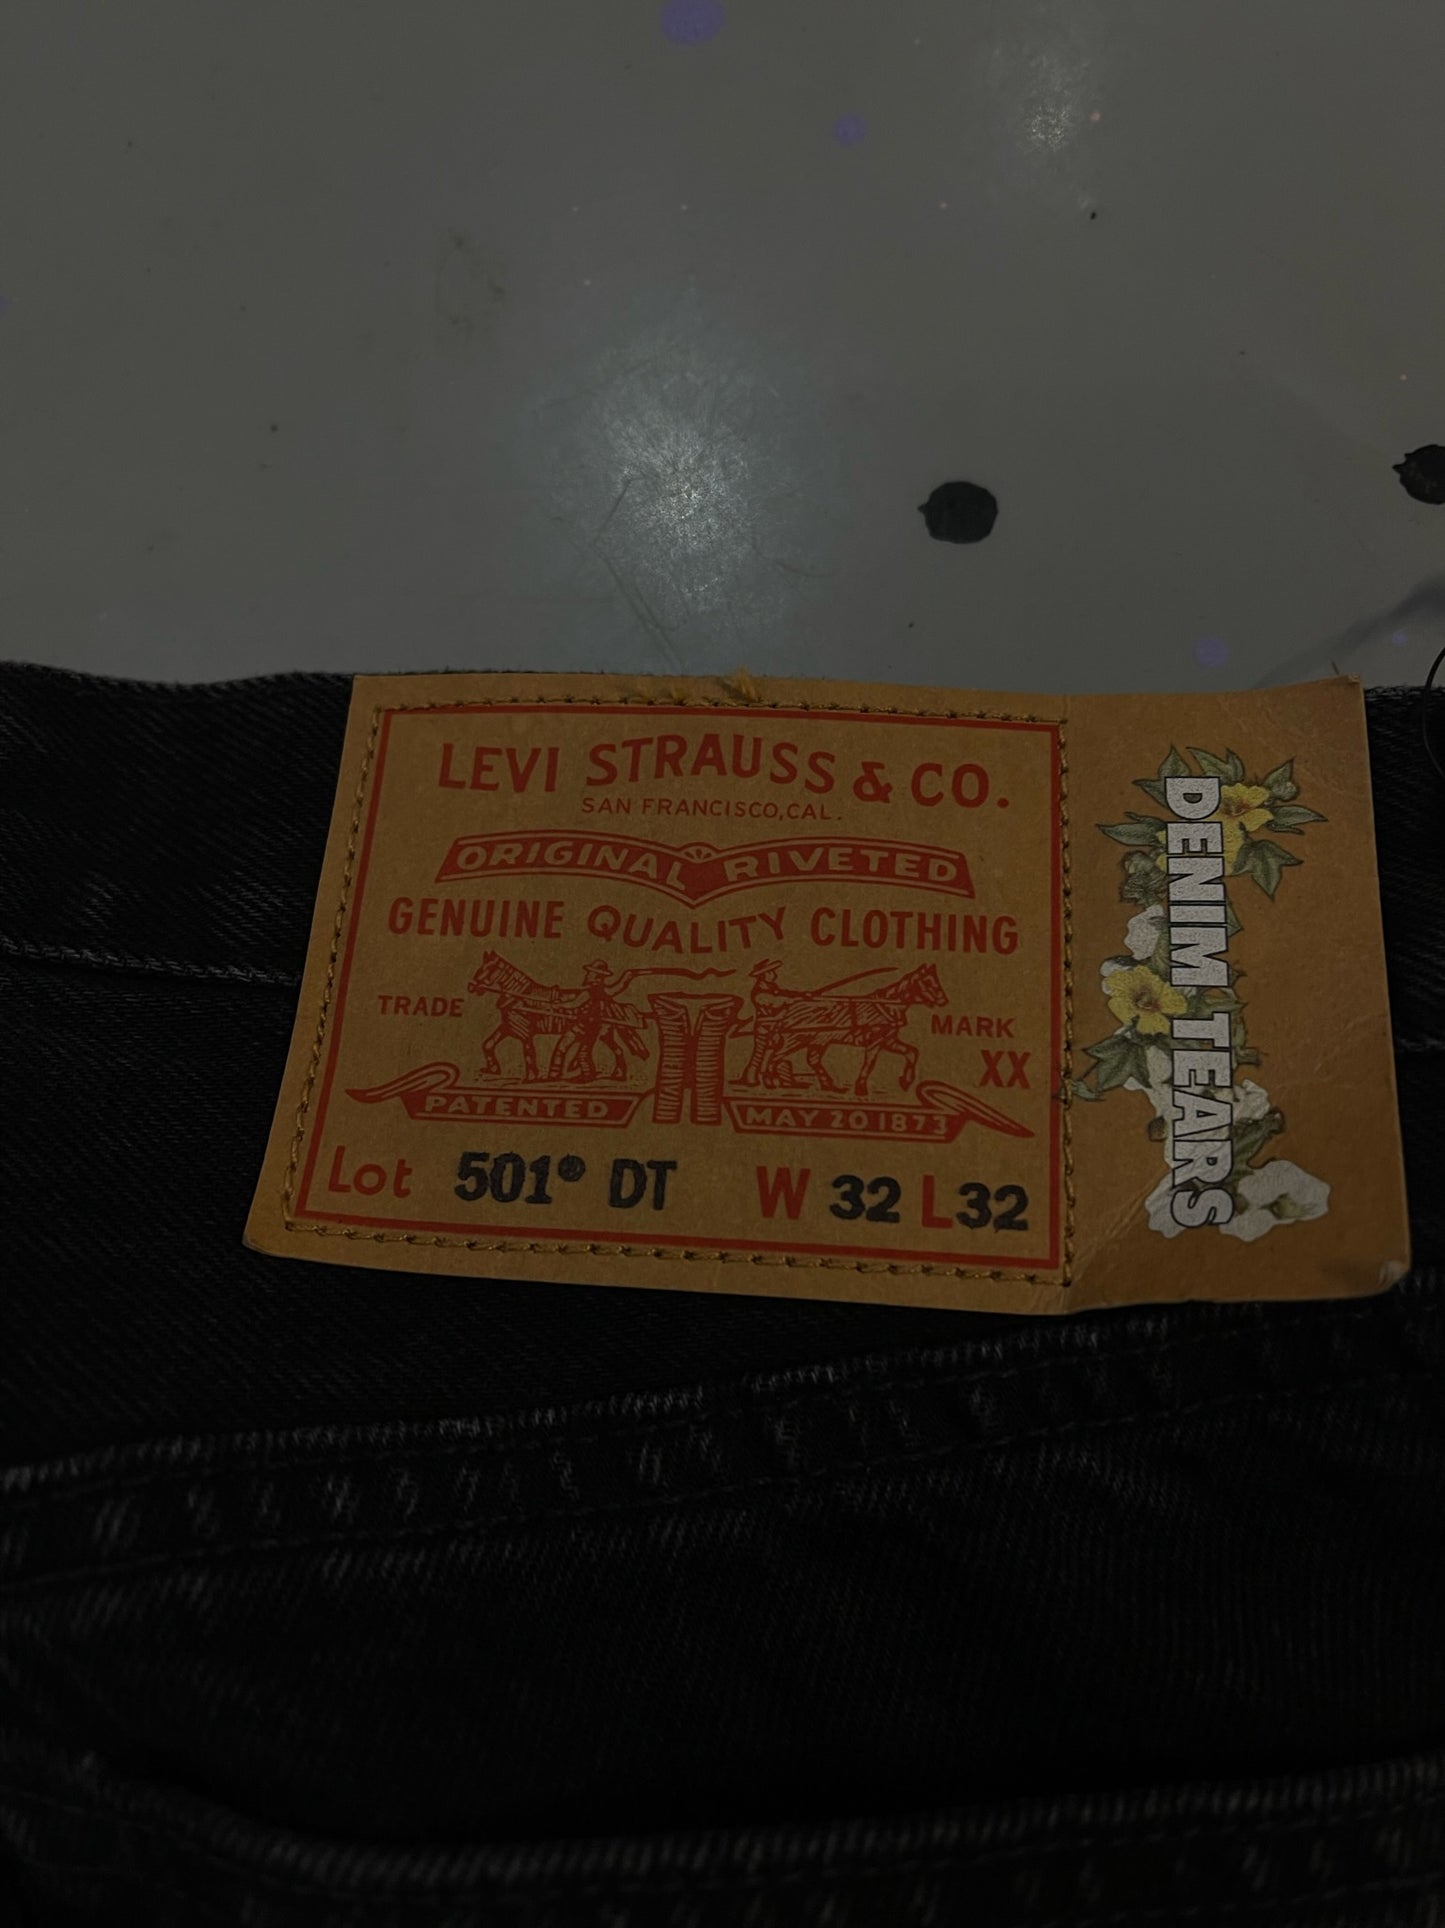 LEVI STRAUSS & CO.
SAN FRANCISCO, CAL.
ORIGINAL RIVETED
GENUINE QUALITY CLOTHING
TRADE MARK
XX
PATENTED MAY 20 1873
Lot 501® DT W 32 L 32
DENIM TEARS